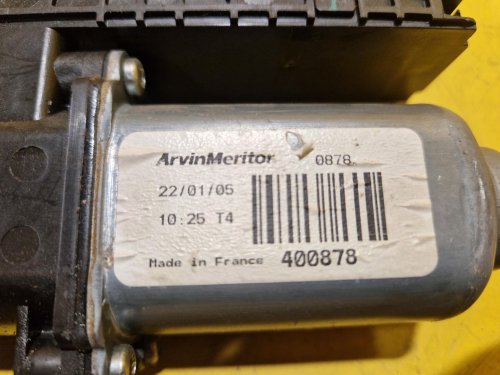 ArvinMeritor 0878
22/01/05
10:25 T4
Made in France 400878